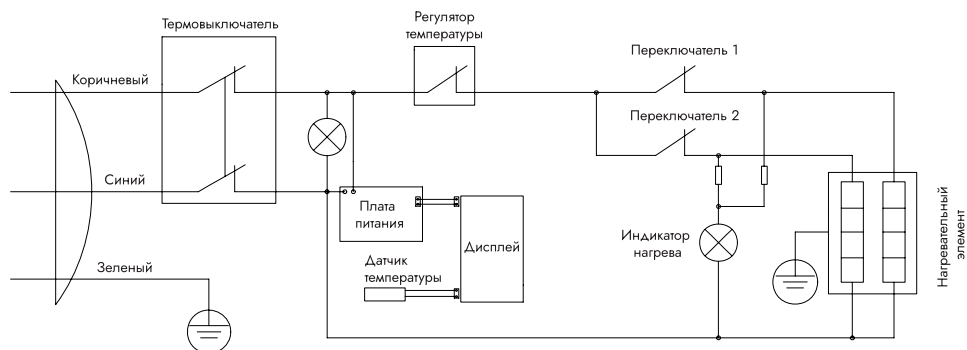 Термовыключатель
Регулятор
температуры
Переключатель 1
Коричневый
Переключатель 2
Синий
Плата
питания
Дисплей
Индикатор
нагрева
Датчик
температуры
Зеленый
Нагревательный
элемент